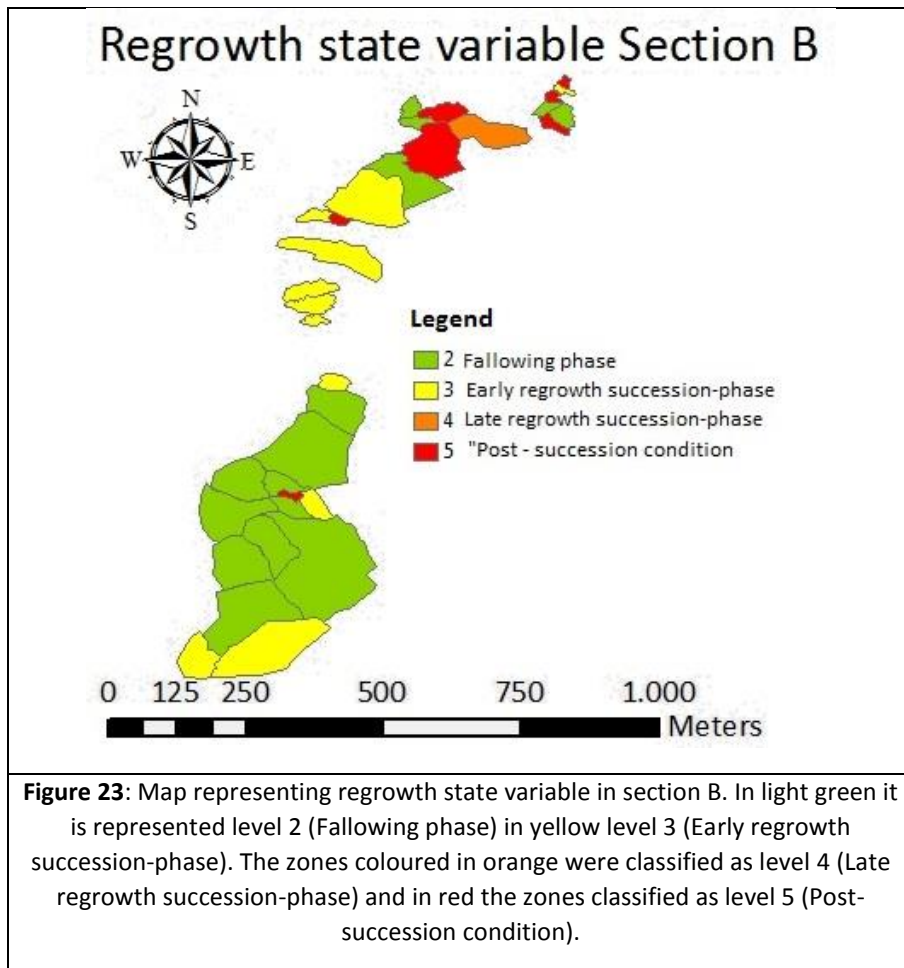 Regrowth state variable Section B
N
W E
S
Legend
2 Fallowing phase
3 Early regrowth succession-phase
4 Late regrowth succession-phase
5 "Post - succession condition
0 125 250 500 750 1.000
Meters
Figure 23: Map representing regrowth state variable in section B. In light green it
is represented level 2 (Fallowing phase) in yellow level 3 (Early regrowth
succession-phase). The zones coloured in orange were classified as level 4 (Late
regrowth succession-phase) and in red the zones classified as level 5 (Post-
succession condition).